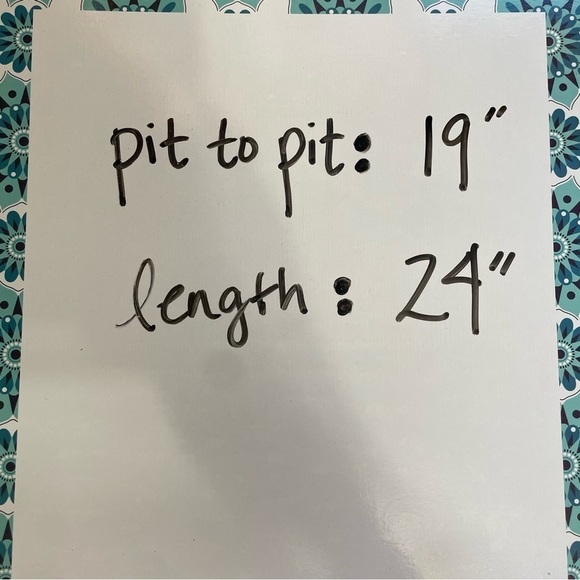 pit to pit: 19"
length: 24"